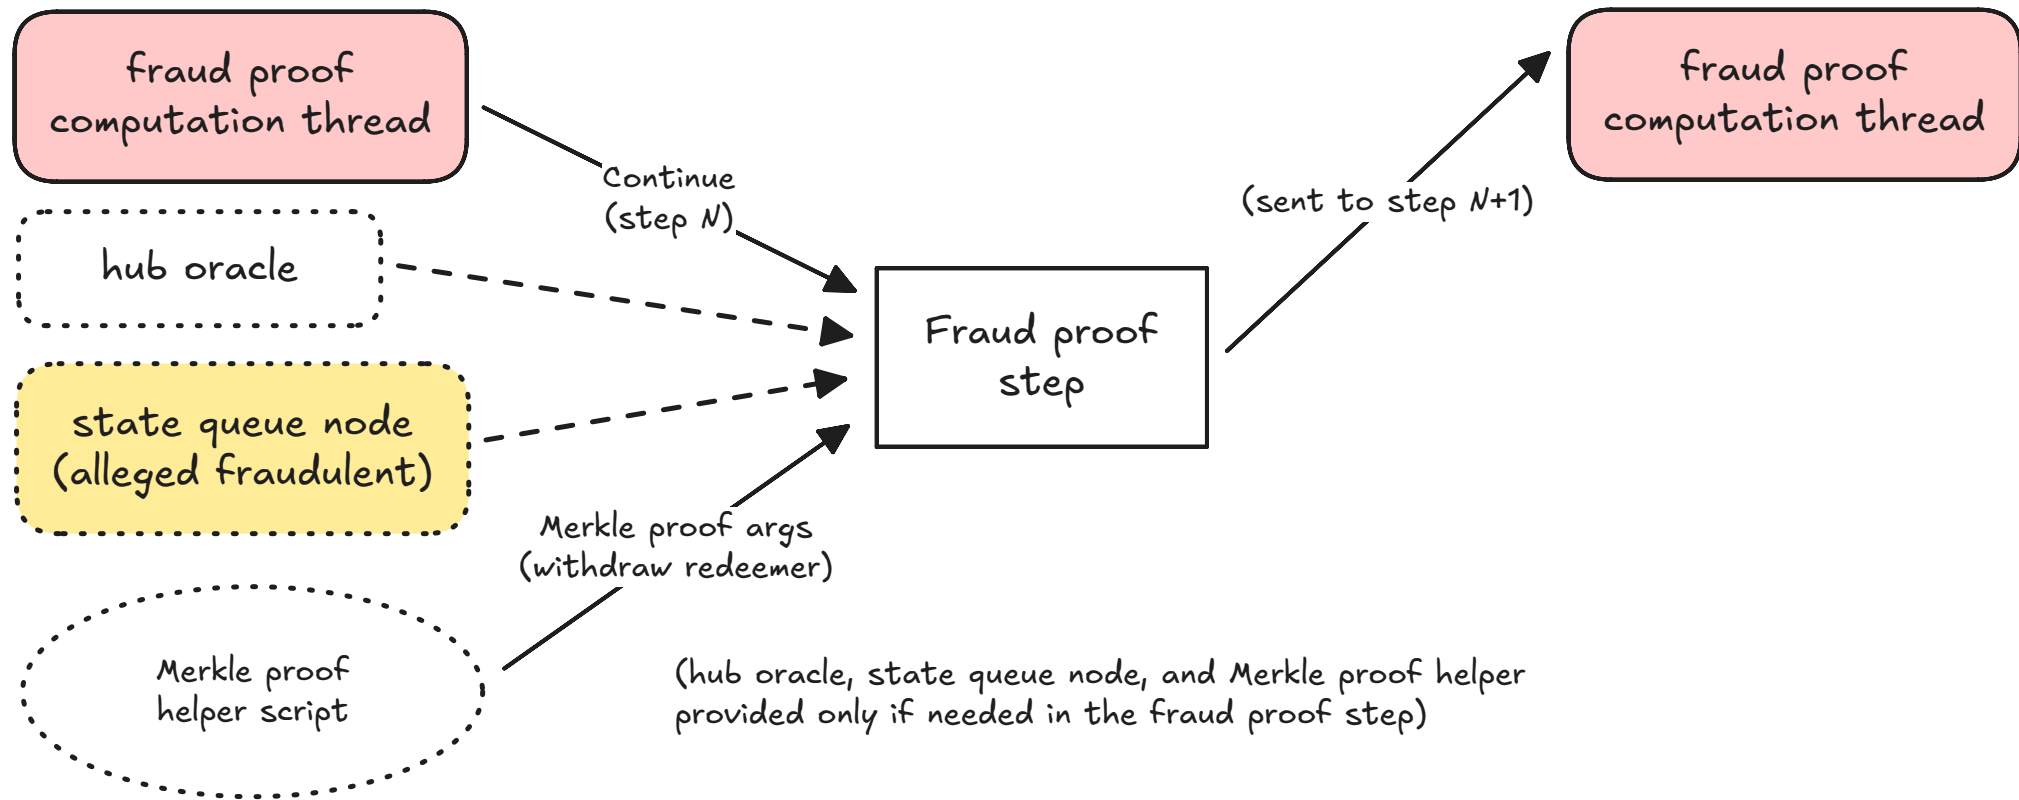 fraud proof
computation thread
Continue
(step N)
hub oracle
state queue node
(alleged fraudulent)
Merkle proof args
(withdraw redeemer)
Merkle proof
helper script
Fraud proof
step
(sent to step N+1)
fraud proof
computation thread
(hub oracle, state queue node, and Merkle proof helper
provided only if needed in the fraud proof step)